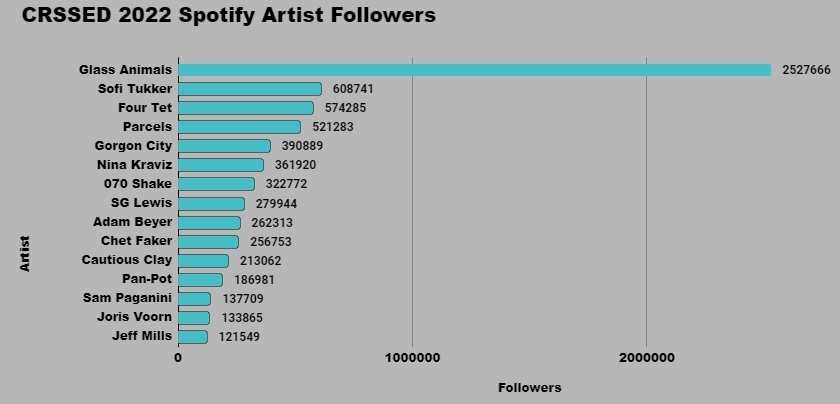 CRSSED 2022 Spotify Artist Followers
Glass Animals 2527666
Sofi Tukker 608741
Four Tet 574285
Parcels 521283
Gorgon City 390889
Nina Kraviz 361920
070 Shake 322772
SG Lewis 279944
Adam Beyer 262313
Chet Faker 256753
Cautious Clay 213062
Pan-Pot 186981
Sam Paganini 137709
Joris Voorn 133865
Jeff Mills 121549
Artist
0 1000000 2000000
Followers